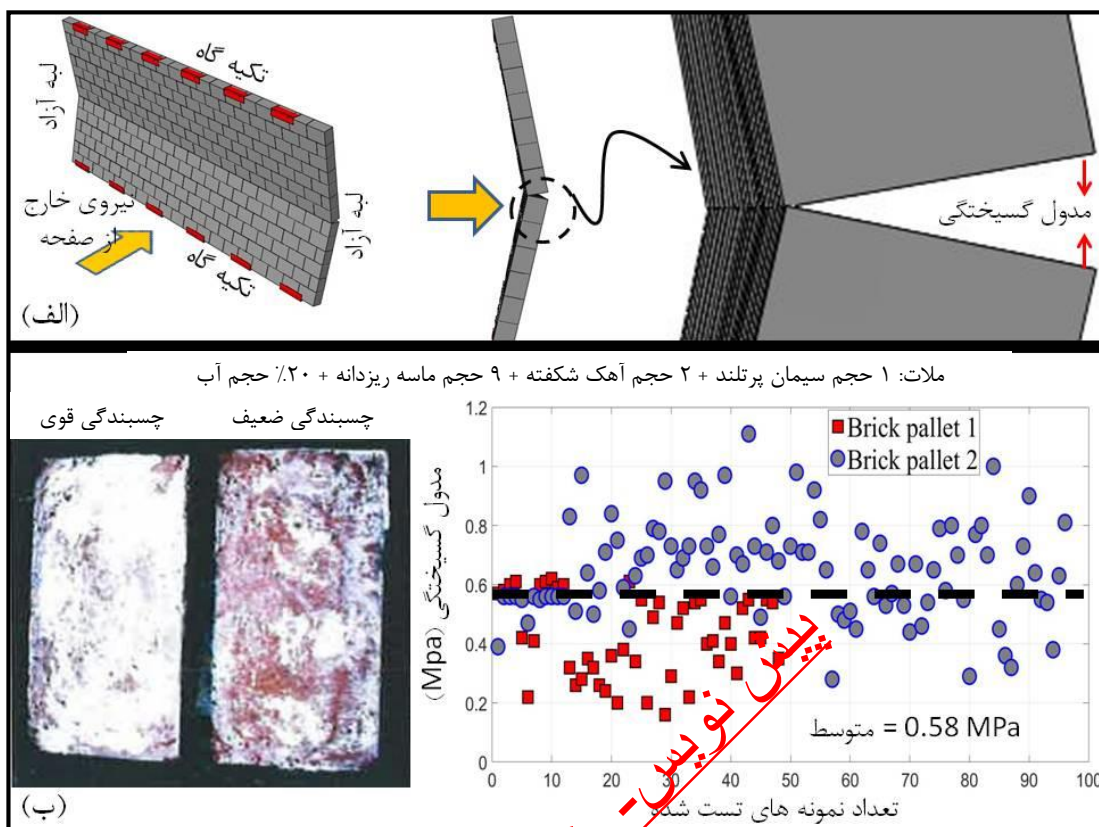 تکیه گاه
لبه آزاد
لبه آزاد
نیروی خارج
از صفحه
تکیه گاه
(الف)
مدول گسیختگی
ملات: ۱ حجم سیمان پرتلند + ۲ حجم آهک شکفته + ۹ حجم ماسه ریزدانه + ۲۰٪ حجم آب
چسبندگی قوی
چسبندگی ضعیف
(ب)
مدول گسیختگی (Mpa)
1.2
1
0.8
0.6
0.4
0.2
0
Brick pallet 1
Brick pallet 2
متوسط = 0.58 MPa
پیش نویس-
0 10 20 30 40 50 60 70 80 90 100
تعداد نمونه های تست شده